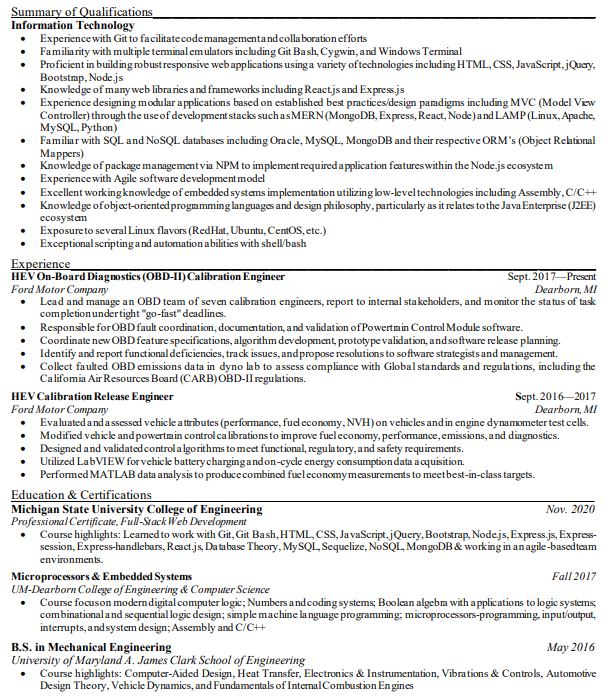 Summary of Qualifications
Information Technology
• Experience with Git to facilitate code management and collaboration efforts
• Familiarity with multiple terminal emulators including Git Bash, Cygwin, and Windows Terminal
• Proficient in building robust responsive web applications using a variety of technologies including HTML, CSS, JavaScript, jQuery,
Bootstrap, Node.js
• Knowledge of many web libraries and frameworks including React.js and Express.js
• Experience designing modular applications based on established best practices/design paradigms including MVC (Model View
Controller) through the use of development stacks such as MERN (MongoDB, Express, React, Node) and LAMP (Linux, Apache,
MySQL, Python)
• Familiar with SQL and NoSQL databases including Oracle, MySQL, MongoDB and their respective ORM's (Object Relational
Mappers)
• Knowledge of package management via NPM to implement required application features within the Node.js ecosystem
• Experience with Agile software development model
• Excellent working knowledge of embedded systems implementation utilizing low-level technologies including Assembly, C/C++
• Knowledge of object-oriented programming languages and design philosophy, particularly as it relates to the Java Enterprise (J2EE)
ecosystem
• Exposure to several Linux flavors (RedHat, Ubuntu, CentOS, etc.)
• Exceptional scripting and automation abilities with shell/bash
Experience
HEV On-Board Diagnostics (OBD-II) Calibration Engineer Sept. 2017—Present
Ford Motor Company Dearborn, MI
• Lead and manage an OBD team of seven calibration engineers, report to internal stakeholders, and monitor the status of task
completion under tight "go-fast" deadlines.
• Responsible for OBD fault coordination, documentation, and validation of Powertrain Control Module software.
• Coordinate new OBD feature specifications, algorithm development, prototype validation, and software release planning.
• Identify and report functional deficiencies, track issues, and propose resolutions to software strategists and management.
• Collect faulted OBD emissions data in dyno lab to assess compliance with Global standards and regulations, including the
California Air Resources Board (CARB) OBD-II regulations.
HEV Calibration Release Engineer Sept. 2016—2017
Ford Motor Company Dearborn, MI
• Evaluated and assessed vehicle attributes (performance, fuel economy, NVH) on vehicles and in engine dynamometer test cells.
• Modified vehicle and powertrain control calibrations to improve fuel economy, performance, emissions, and diagnostics.
• Designed and validated control algorithms to meet functional, regulatory, and safety requirements.
• Utilized LabVIEW for vehicle battery charging and on-cycle energy consumption data acquisition.
• Performed MATLAB data analysis to produce combined fuel economy measurements to meet best-in-class targets.
Education & Certifications
Michigan State University College of Engineering Nov. 2020
Professional Certificate, Full-Stack Web Development
• Course highlights: Learned to work with Git, Git Bash, HTML, CSS, JavaScript, jQuery, Bootstrap, Node.js, Express.js, Express-
session, Express-handlebars, React.js, Database Theory, MySQL, Sequelize, NoSQL, MongoDB & working in an agile-based team
environments.
Microprocessors & Embedded Systems Fall 2017
UM-Dearborn College of Engineering & Computer Science
• Course focus on modern digital computer logic; Numbers and coding systems; Boolean algebra with applications to logic systems;
combinational and sequential logic design; simple machine language programming; microprocessors-programming, input/output,
interrupts, and system design; Assembly and C/C++
B.S. in Mechanical Engineering May 2016
University of Maryland A. James Clark School of Engineering
• Course highlights: Computer-Aided Design, Heat Transfer, Electronics & Instrumentation, Vibrations & Controls, Automotive
Design Theory, Vehicle Dynamics, and Fundamentals of Internal Combustion Engines